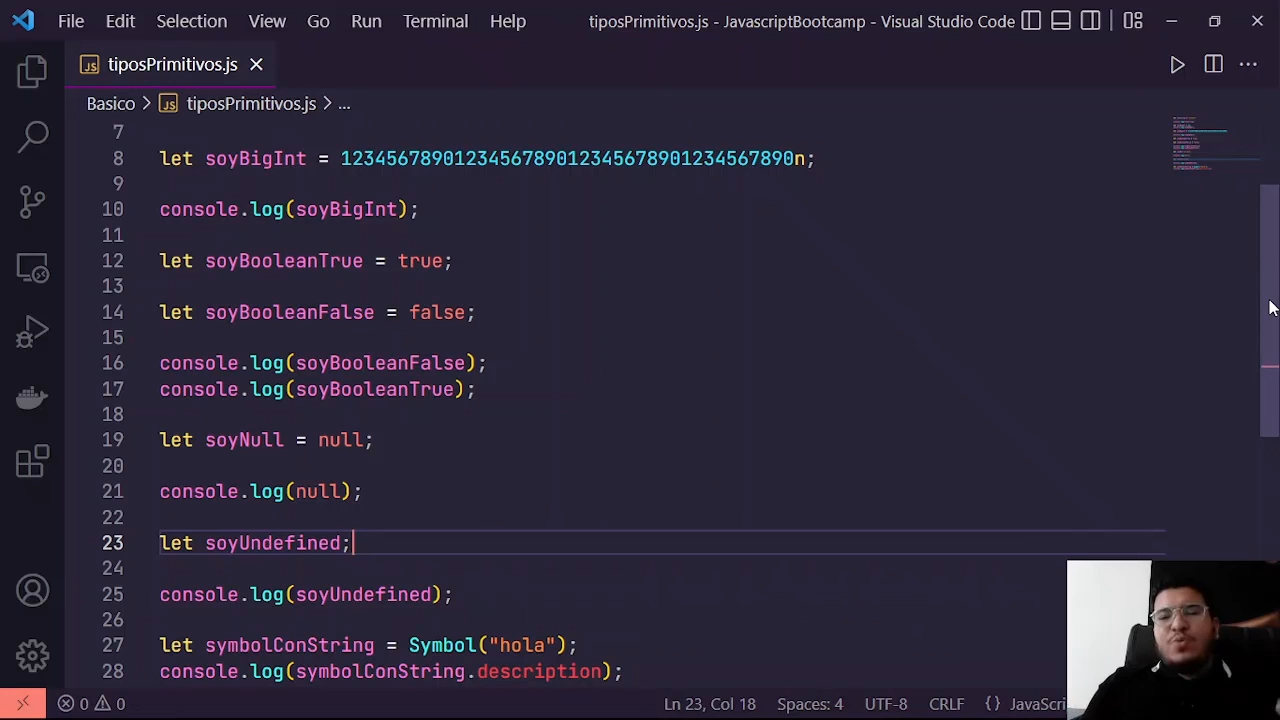 File Edit Selection View Go Run Terminal Help tiposPrimitivos.js - JavascriptBootcamp - Visual Studio Code
JS tiposPrimitivos.js
Basico > JS tiposPrimitivos.js > ...
7
8 let soyBigInt = 1234567890123456789012345678901234567890n;
9
10 console.log(soyBigInt);
11
12 let soyBooleanTrue = true;
13
14 let soyBooleanFalse = false;
15
16 console.log(soyBooleanFalse);
17 console.log(soyBooleanTrue);
18
19 let soyNull = null;
20
21 console.log(null);
22
23 let soyUndefined;
24
25 console.log(soyUndefined);
26
27 let symbolConString = Symbol("hola");
28 console.log(symbolConString.description);
0 0 Ln 23, Col 18 Spaces: 4 UTF-8 CRLF {} JavaScri